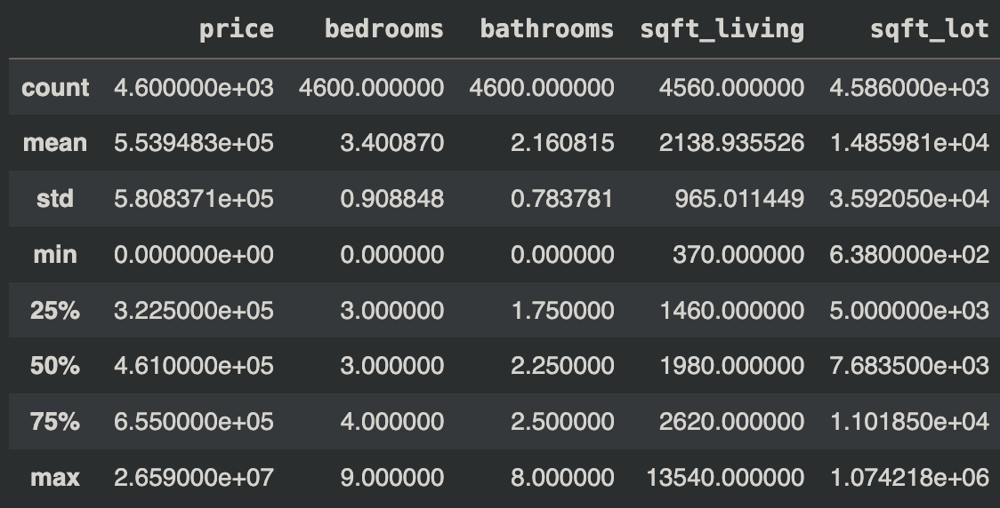 price bedrooms bathrooms sqft_living sqft_lot
count 4.600000e+03 4600.000000 4600.000000 4560.000000 4.586000e+03
mean 5.539483e+05 3.400870 2.160815 2138.935526 1.485981e+04
std 5.808371e+05 0.908848 0.783781 965.011449 3.592050e+04
min 0.000000e+00 0.000000 0.000000 370.000000 6.380000e+02
25% 3.225000e+05 3.000000 1.750000 1460.000000 5.000000e+03
50% 4.610000e+05 3.000000 2.250000 1980.000000 7.683500e+03
75% 6.550000e+05 4.000000 2.500000 2620.000000 1.101850e+04
max 2.659000e+07 9.000000 8.000000 13540.000000 1.074218e+06